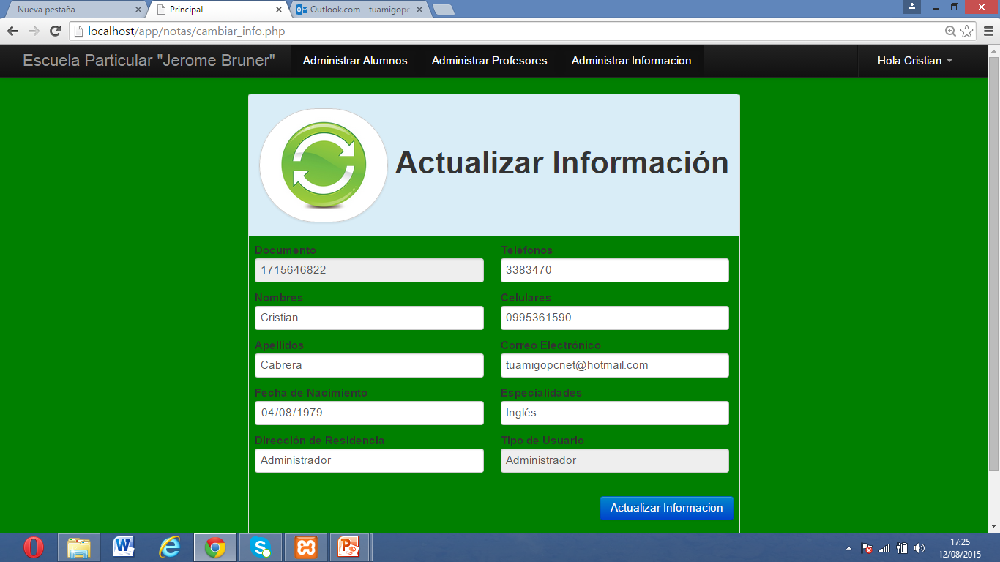 Nueva pestaña
Principal
Outlook.com - tuamigopc
localhost/app/notas/cambiar_info.php
Escuela Particular "Jerome Bruner"
Administrar Alumnos
Administrar Profesores
Administrar Informacion
Hola Cristian
Actualizar Información
Documento
1715646822
Teléfonos
3383470
Nombres
Cristian
Celulares
0995361590
Apellidos
Cabrera
Correo Electrónico
tuamigopcnet@hotmail.com
Fecha de Nacimiento
04/08/1979
Especialidades
Inglés
Dirección de Residencia
Administrador
Tipo de Usuario
Administrador
Actualizar Informacion
17:25
12/08/2015